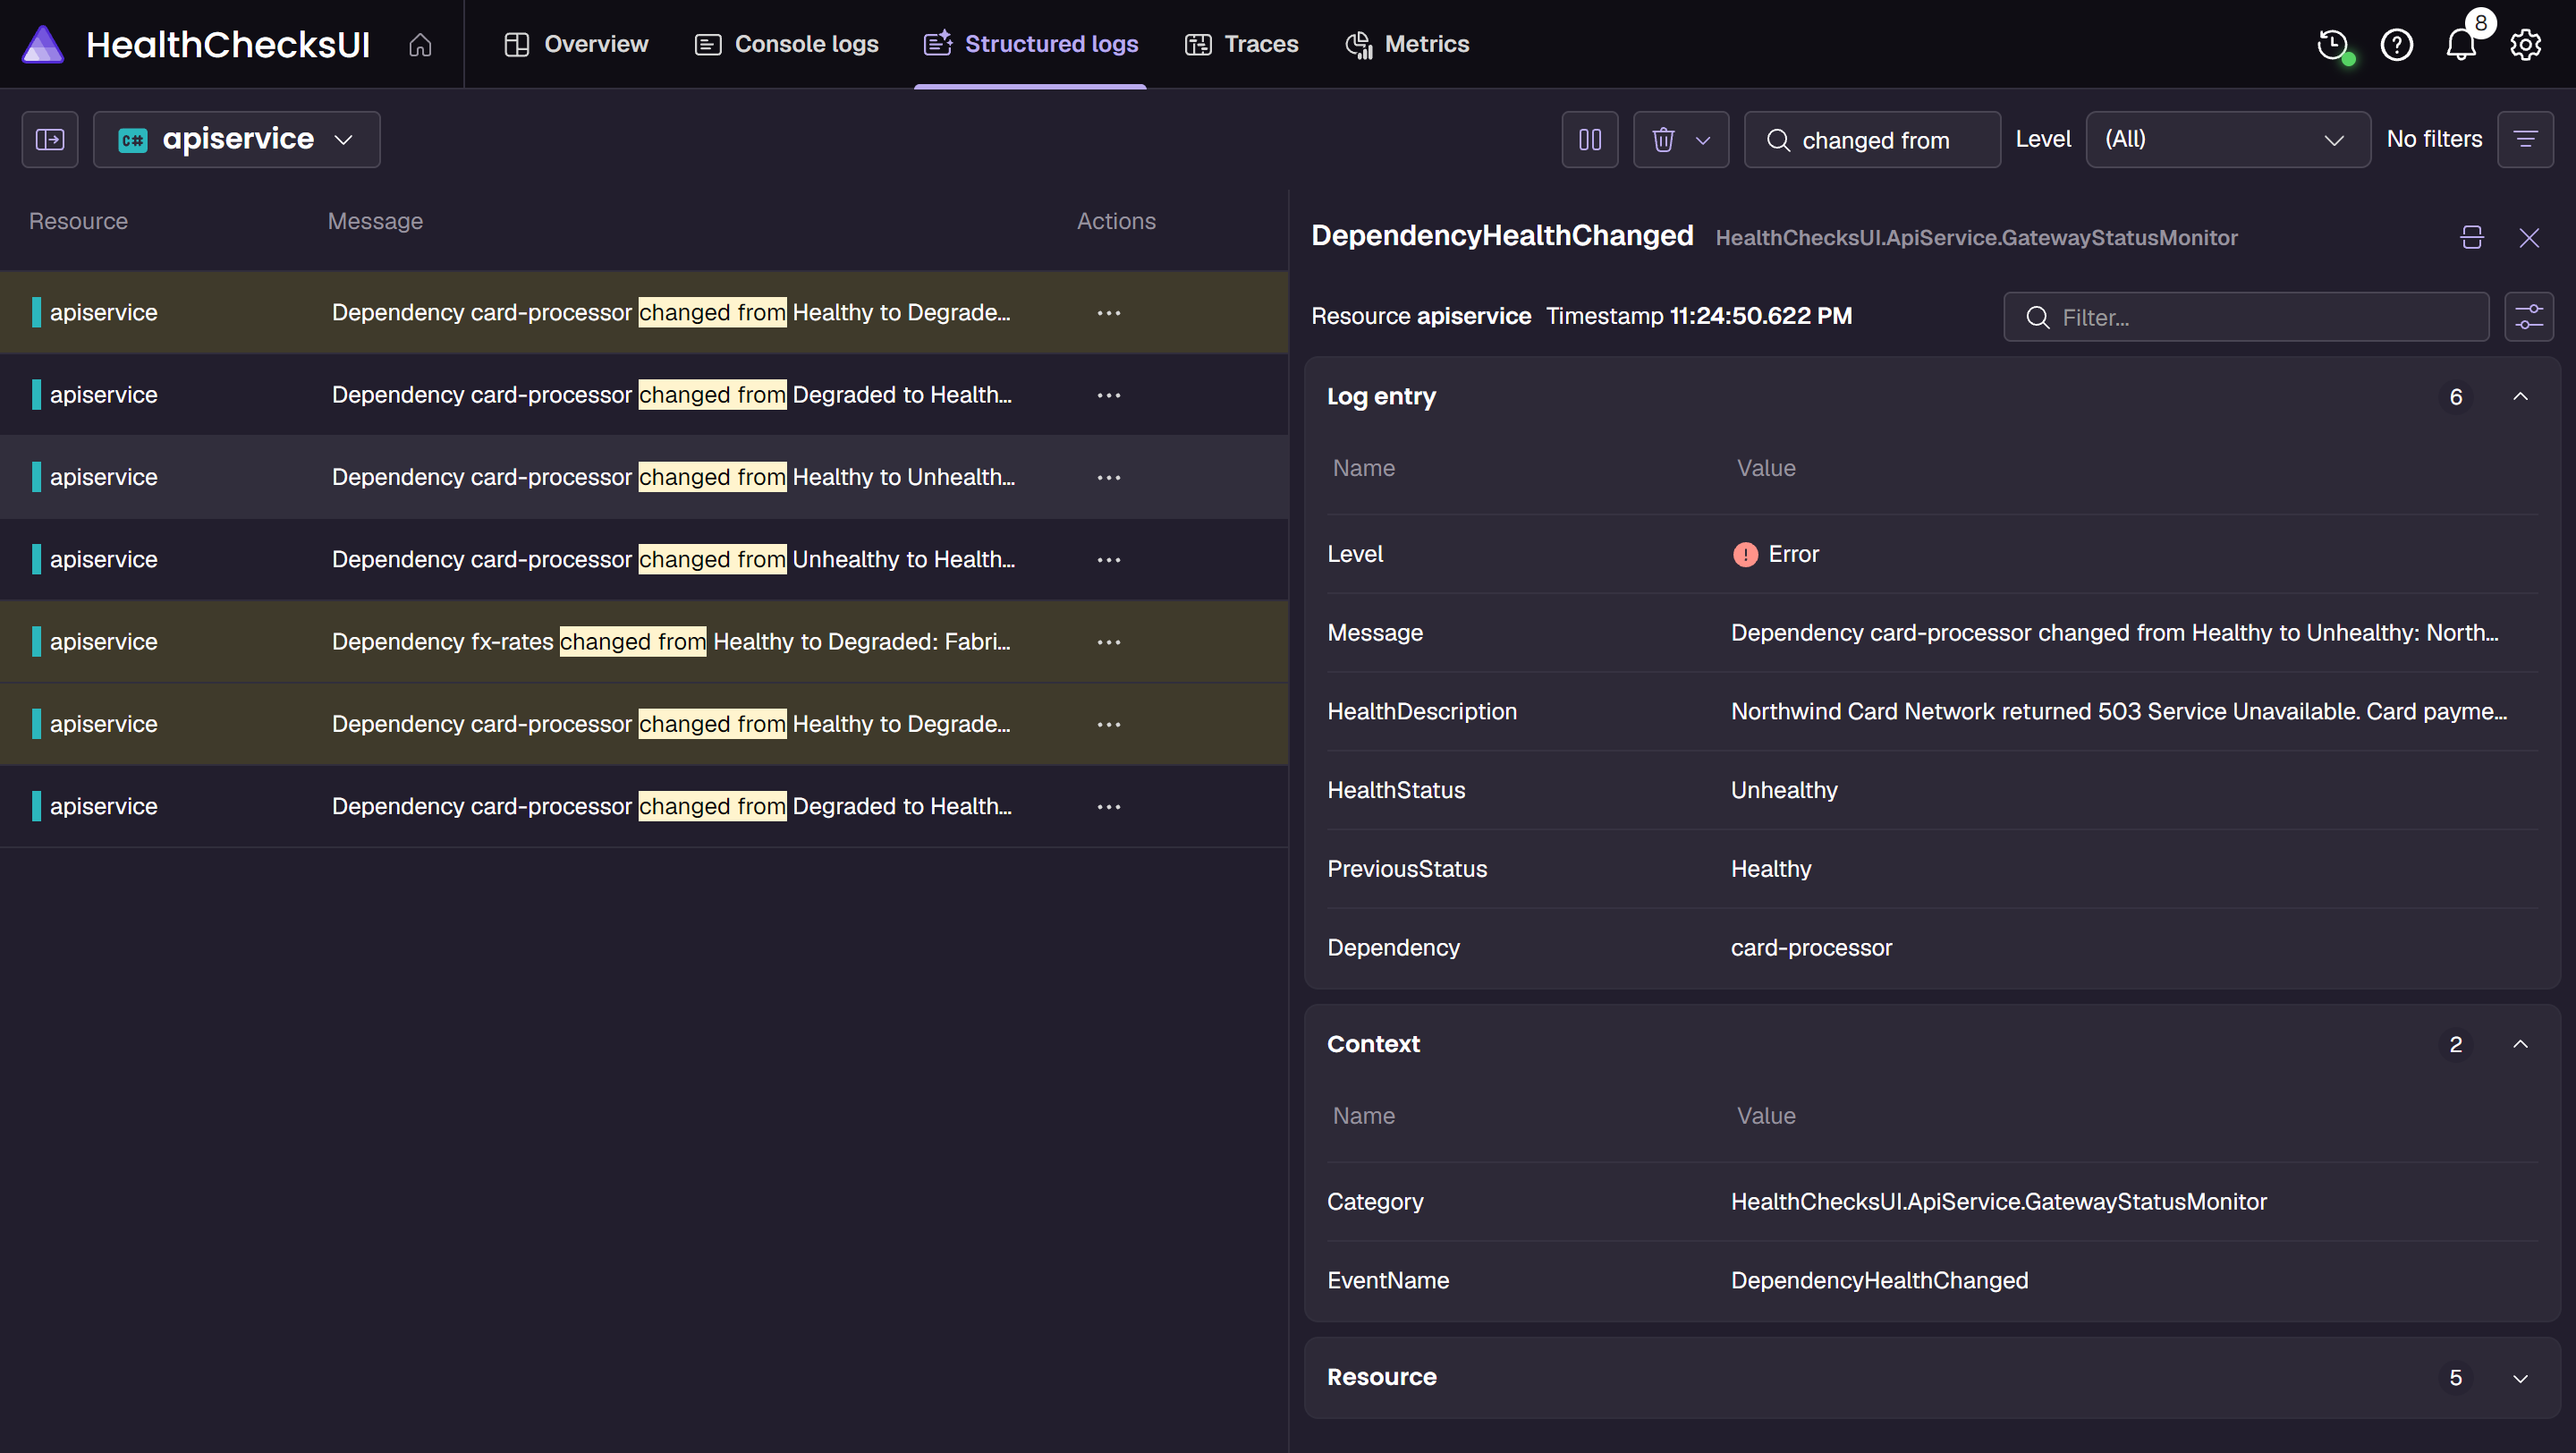 HealthChecksUI
Overview
Console logs
Structured logs
Traces
Metrics
8
C#
apiservice
changed from
Level
(All)
No filters
Resource
Message
Actions
apiservice
Dependency card-processor changed from Healthy to Degrade...
apiservice
Dependency card-processor changed from Degraded to Health...
apiservice
Dependency card-processor changed from Healthy to Unhealth...
apiservice
Dependency card-processor changed from Unhealthy to Health...
apiservice
Dependency fx-rates changed from Healthy to Degraded: Fabri...
apiservice
Dependency card-processor changed from Healthy to Degrade...
apiservice
Dependency card-processor changed from Degraded to Health...
DependencyHealthChanged HealthChecksUI.ApiService.GatewayStatusMonitor
Resource apiservice Timestamp 11:24:50.622 PM
Filter...
Log entry
6
Name
Value
Level
Error
Message
Dependency card-processor changed from Healthy to Unhealthy: North...
HealthDescription
Northwind Card Network returned 503 Service Unavailable. Card payme...
HealthStatus
Unhealthy
PreviousStatus
Healthy
Dependency
card-processor
Context
2
Name
Value
Category
HealthChecksUI.ApiService.GatewayStatusMonitor
EventName
DependencyHealthChanged
Resource
5